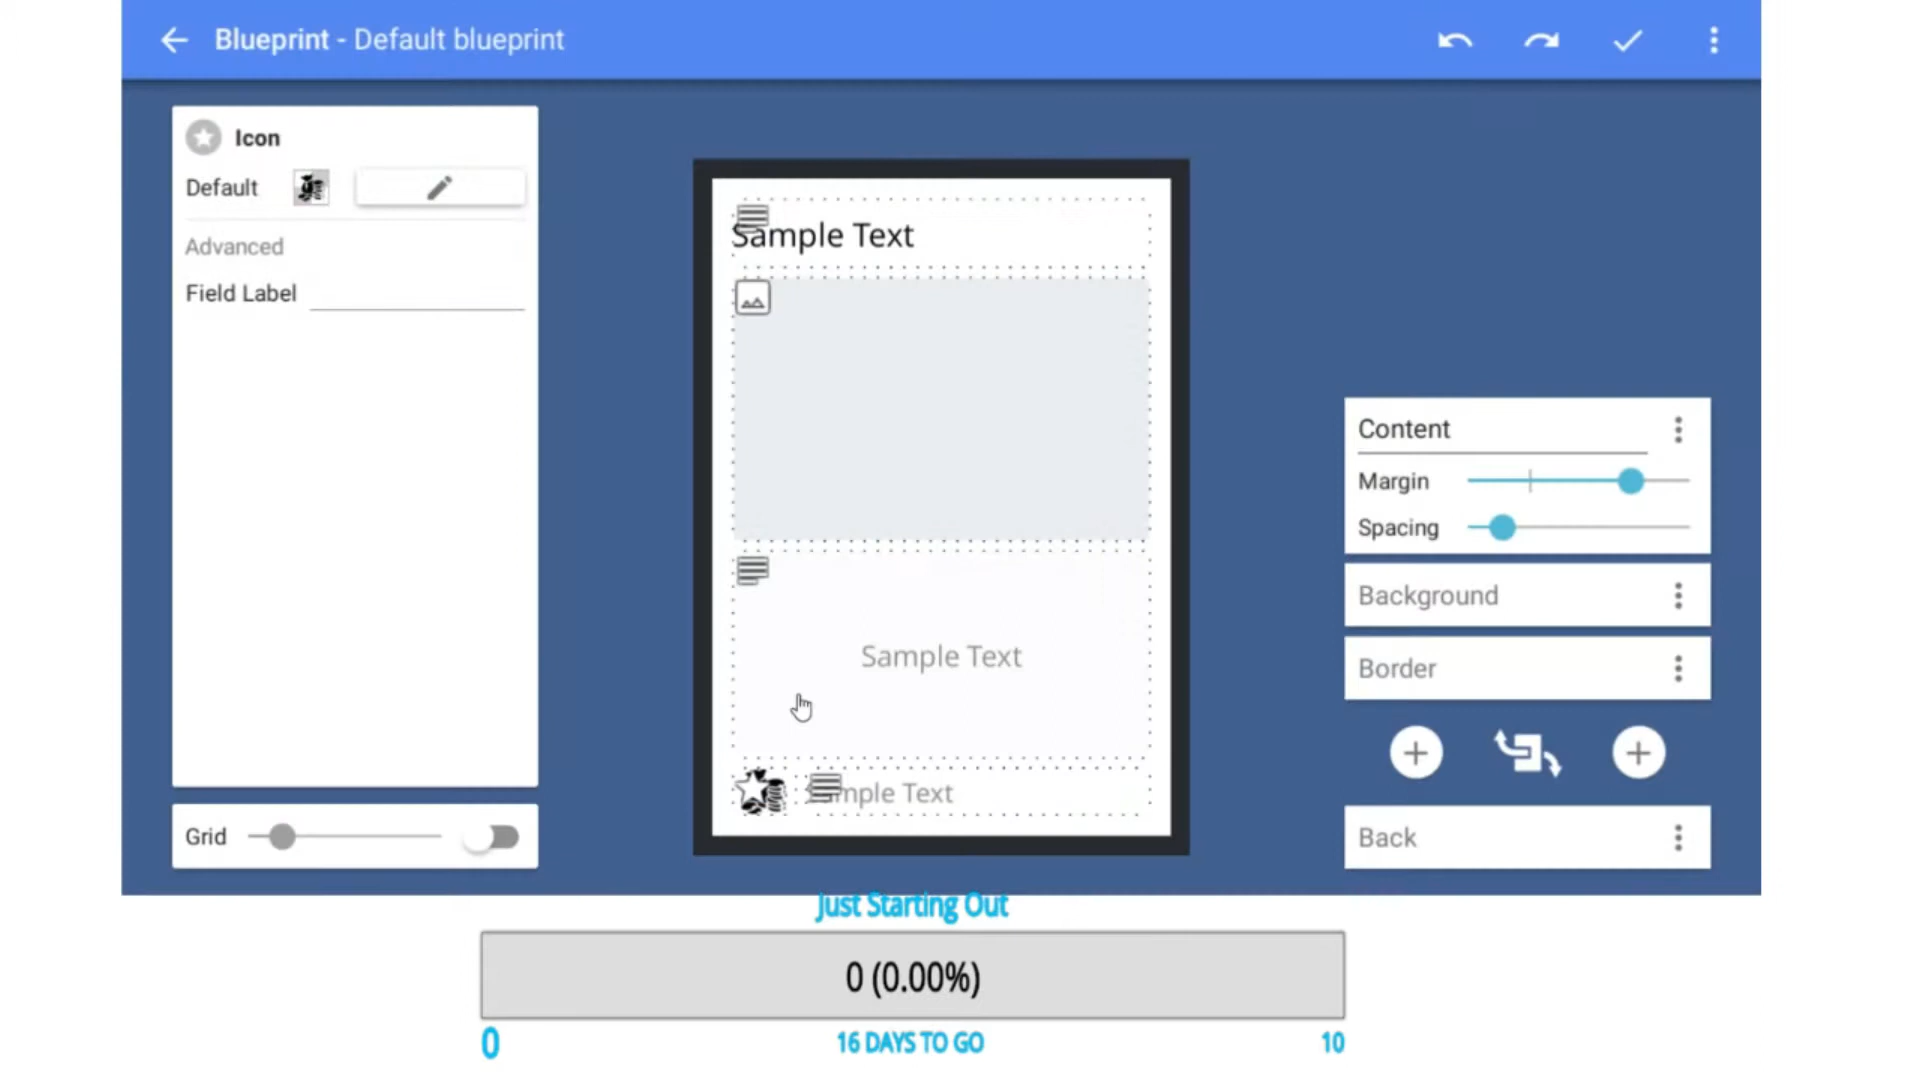 Blueprint - Default blueprint
Icon
Default
Advanced
Field Label
Grid
Sample Text
Sample Text
Sample Text
Content
Margin
Spacing
Background
Border
Back
Just Starting Out
0 (0.00%)
0
16 DAYS TO GO
10